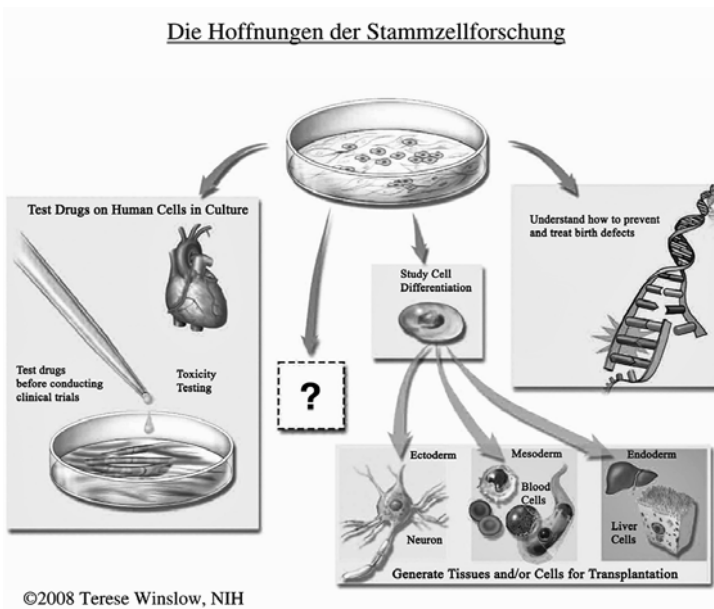 Die Hoffnungen der Stammzellforschung
Test Drugs on Human Cells in Culture
Test drugs
before conducting
clinical trials
Toxicity
Testing
?
Study Cell
Differentiation
Understand how to prevent
and treat birth defects
Ectoderm
Neuron
Mesoderm
Blood
Cells
Endoderm
Liver
Cells
Generate Tissues and/or Cells for Transplantation
©2008 Terese Winslow, NIH